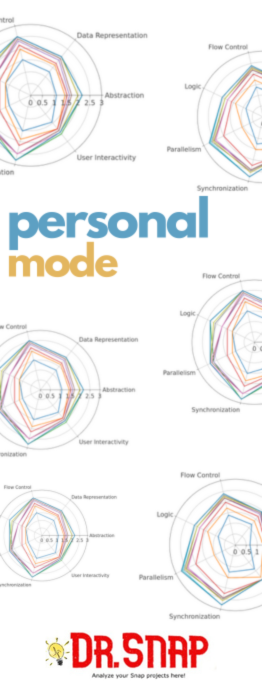 ntrol
Data Representation
Abstraction
0 0.5 1 1.5 2 2.5 3
User Interactivity
ation
Flow Control
Logic
Parallelism
Synchronization
personal
mode
w Control
Data Representation
Abstraction
0 0.5 1 1.5 2 2.5 3
User Interactivity
ronization
Flow Control
Logic
Parallelism
Synchronization
0
Flow Control
Data Representation
Abstraction
0 0.5 1 1.5 2 2.5 3
User Interactivity
ynchronization
Flow Control
Logic
Parallelism
Synchronization
0 0.5 1
DR.SNAP
Analyze your Snap projects here!